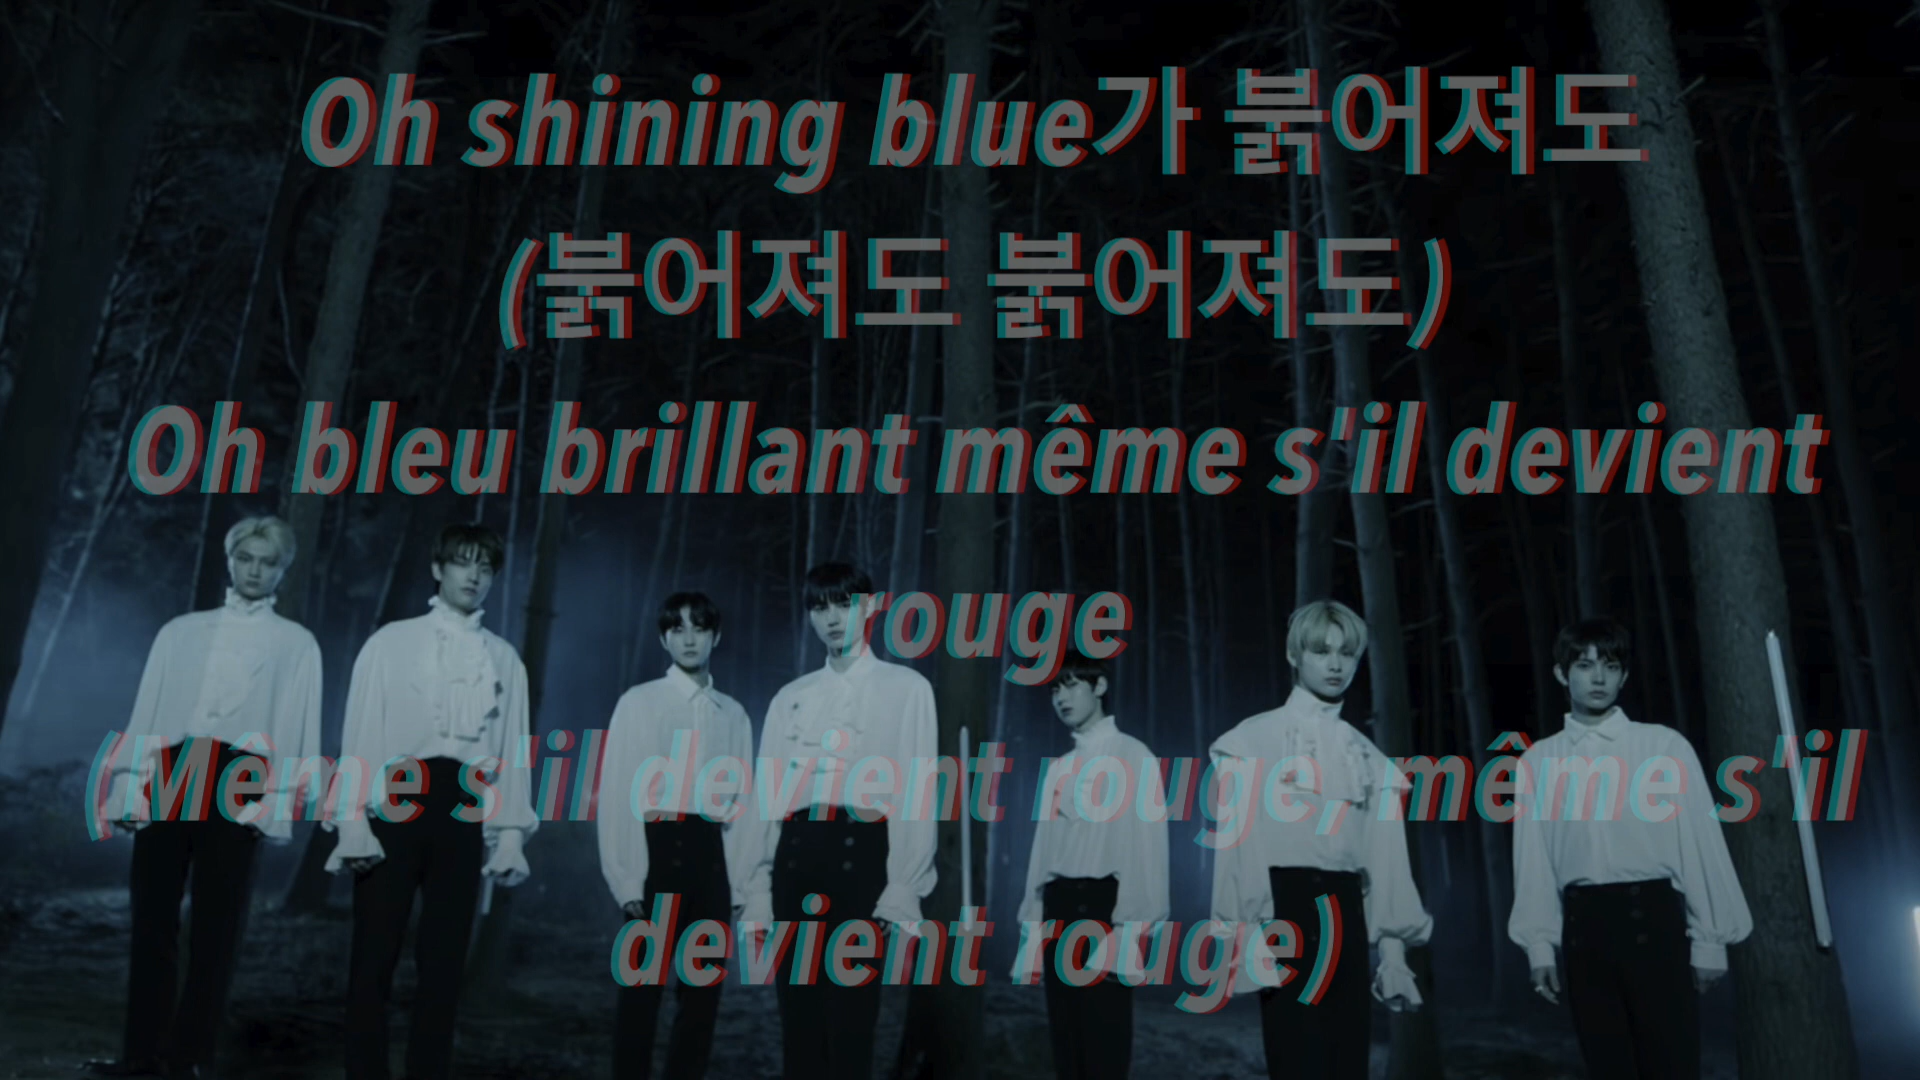 Oh shining blue가 붉어져도
(붉어져도 붉어져도)
Oh bleu brillant même s'il devient
rouge
(Même s'il devient rouge, même s'il
devient rouge)